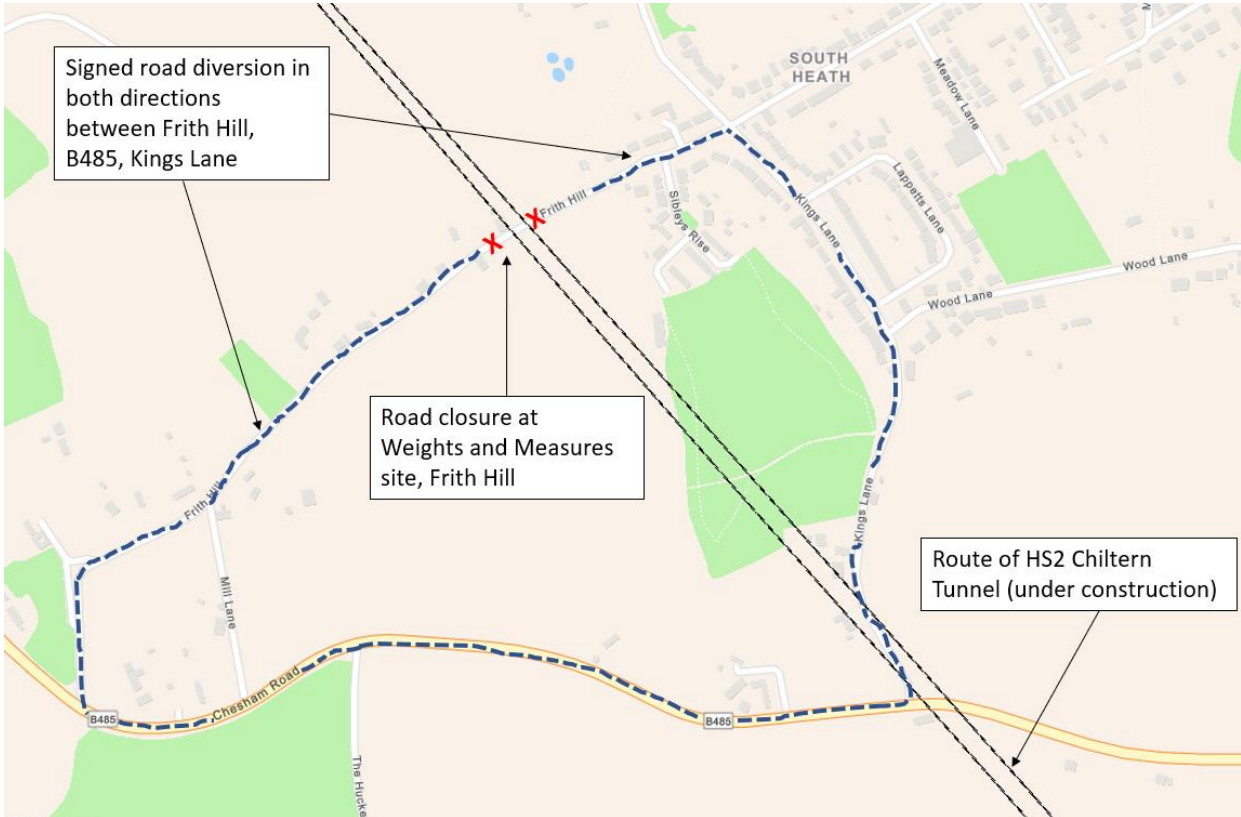 Signed road diversion in
both directions
between Frith Hill,
B485, Kings Lane
SOUTH
HEATH
Meadow Lane
Frith Hill
Sibleys Rise
Kings Lane
Lappetts Lane
Wood Lane
Wood Lane
Road closure at
Weights and Measures
site, Frith Hill
Frith Hill
Kings Lane
Mill Lane
Route of HS2 Chiltern
Tunnel (under construction)
Chesham Road
B485
B485
The Hucke